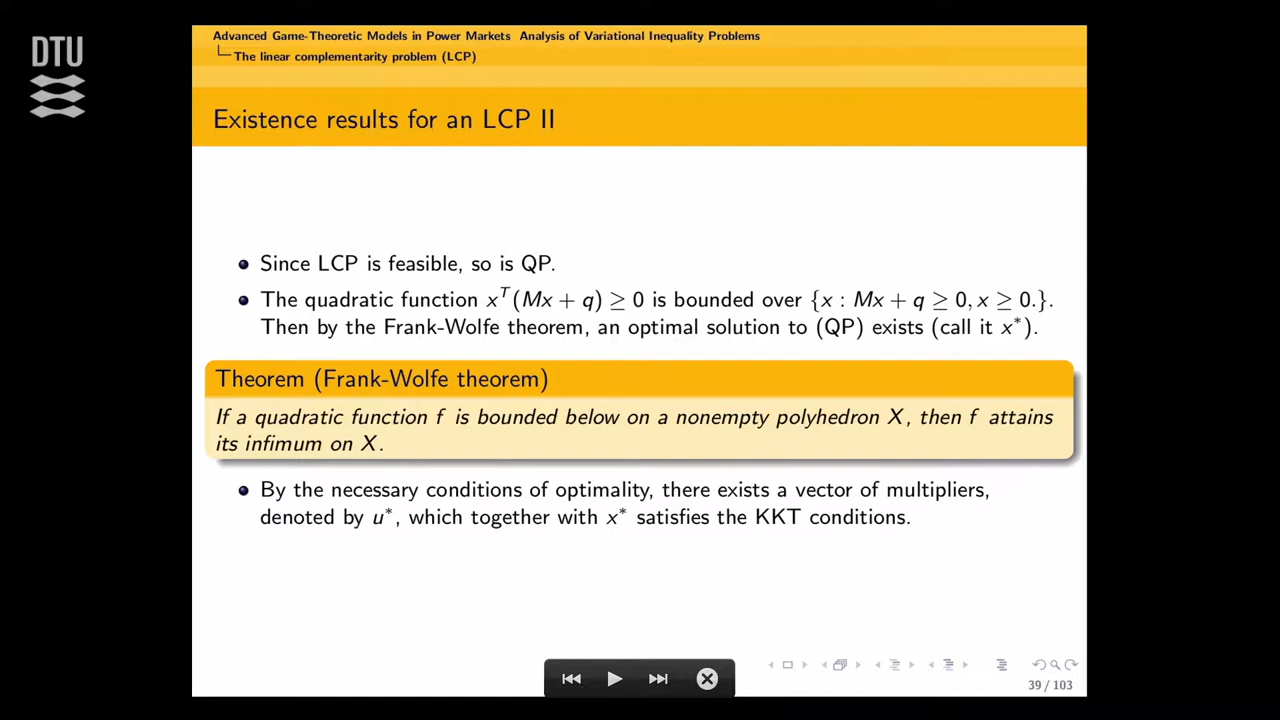 DTU
Advanced Game-Theoretic Models in Power Markets Analysis of Variational Inequality Problems
The linear complementarity problem (LCP)
Existence results for an LCP II
Since LCP is feasible, so is QP.
The quadratic function x^T(Mx + q) ≥ 0 is bounded over {x : Mx + q ≥ 0, x ≥ 0.}.
Then by the Frank-Wolfe theorem, an optimal solution to (QP) exists (call it x*).
Theorem (Frank-Wolfe theorem)
If a quadratic function f is bounded below on a nonempty polyhedron X, then f attains
its infimum on X.
By the necessary conditions of optimality, there exists a vector of multipliers,
denoted by u*, which together with x* satisfies the KKT conditions.
39 / 103